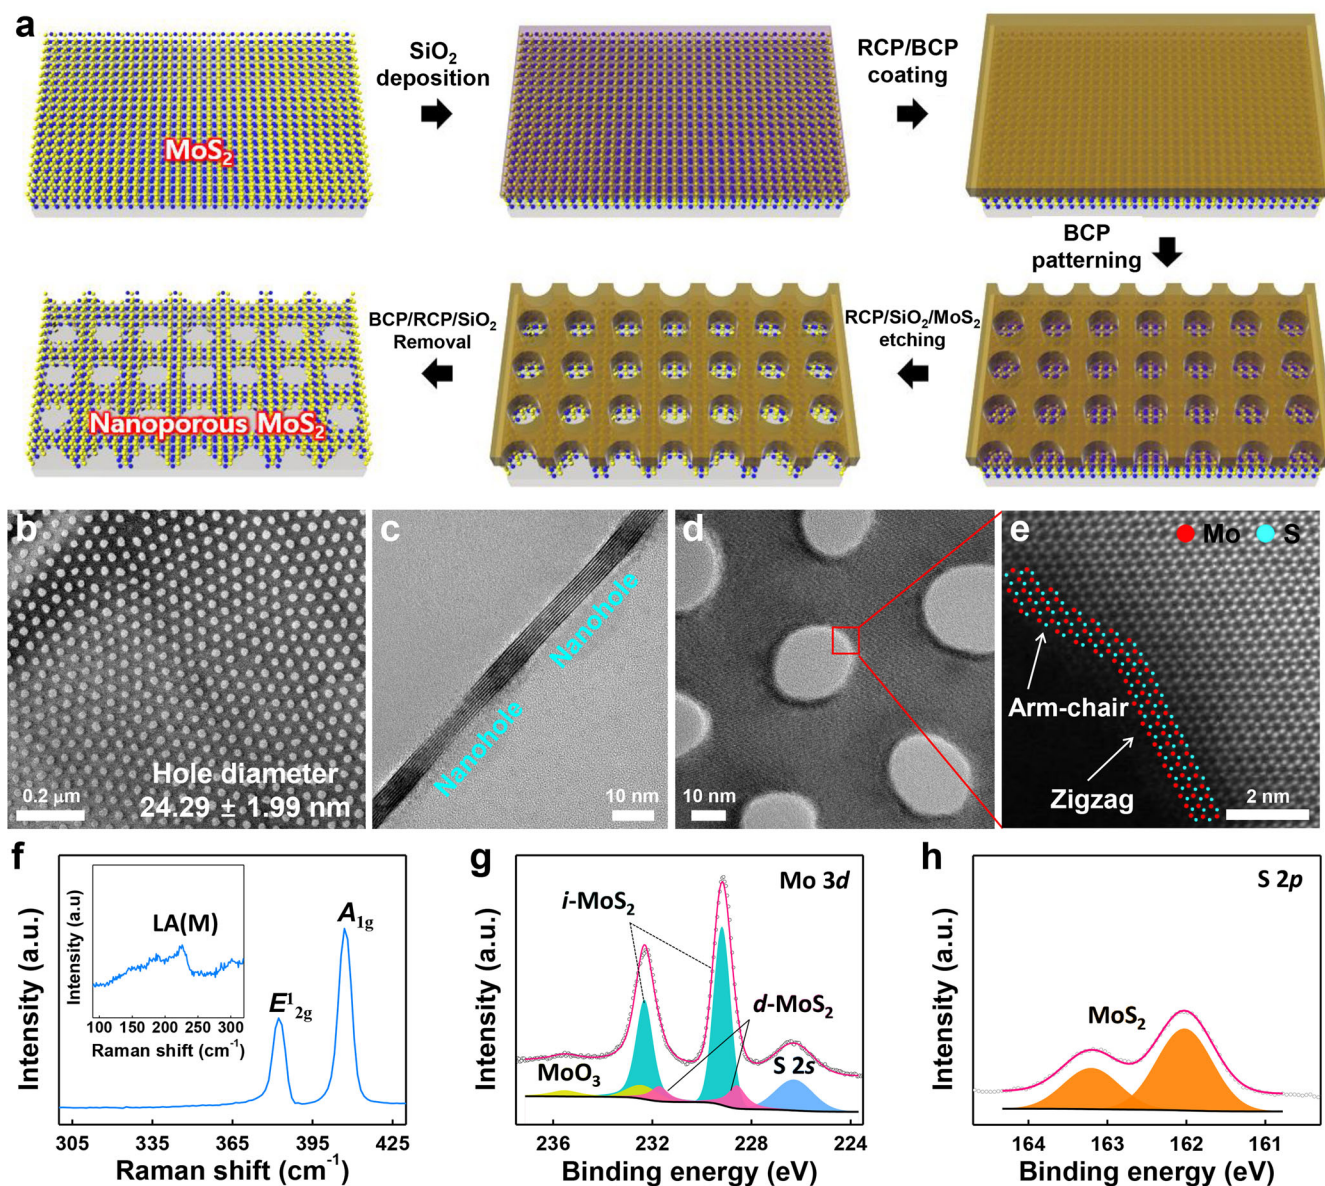 a
SiO₂
deposition
RCP/BCP
coating
MoS₂
BCP
patterning
BCP/RCP/SiO₂
Removal
RCP/SiO₂/MoS₂
etching
Nanoporous MoS₂
b
Hole diameter
24.29 ± 1.99 nm
0.2 μm
c
Nanohole
Nanohole
10 nm
d
10 nm
e
Mo
S
Arm-chair
Zigzag
2 nm
f
Intensity (a.u.)
Intensity (a.u)
LA(M)
90 160 230 300
Raman shift (cm⁻¹)
E¹₂g
A₁g
305 335 365 395 425
Raman shift (cm⁻¹)
g
Intensity (a.u.)
Mo 3d
i-MoS₂
d-MoS₂
MoO₃
S 2s
236 232 228 224
Binding energy (eV)
h
Intensity (a.u.)
S 2p
MoS₂
164 163 162 161
Binding energy (eV)